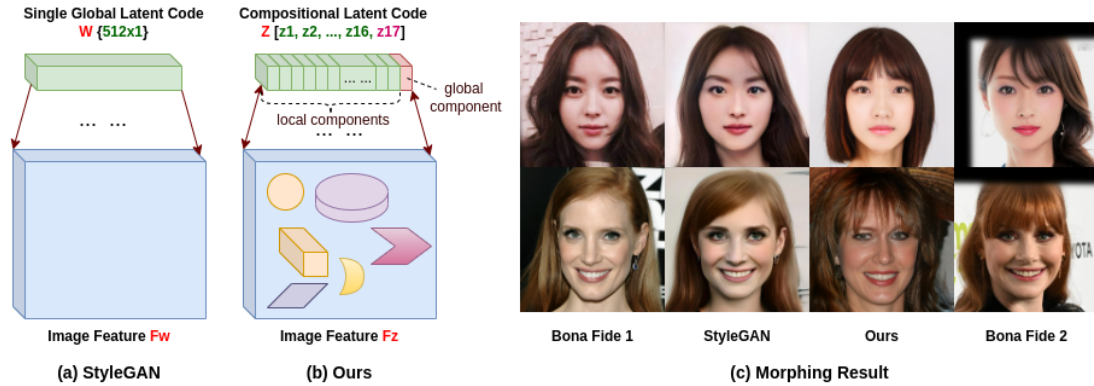 Single Global Latent Code
W {512x1}
... ...
Image Feature Fw
(a) StyleGAN
Compositional Latent Code
Z [z1, z2, ..., z16, z17]
... ...
global
component
local components
... ...
Image Feature Fz
(b) Ours
YOTA
Bona Fide 1
StyleGAN
Ours
Bona Fide 2
(c) Morphing Result